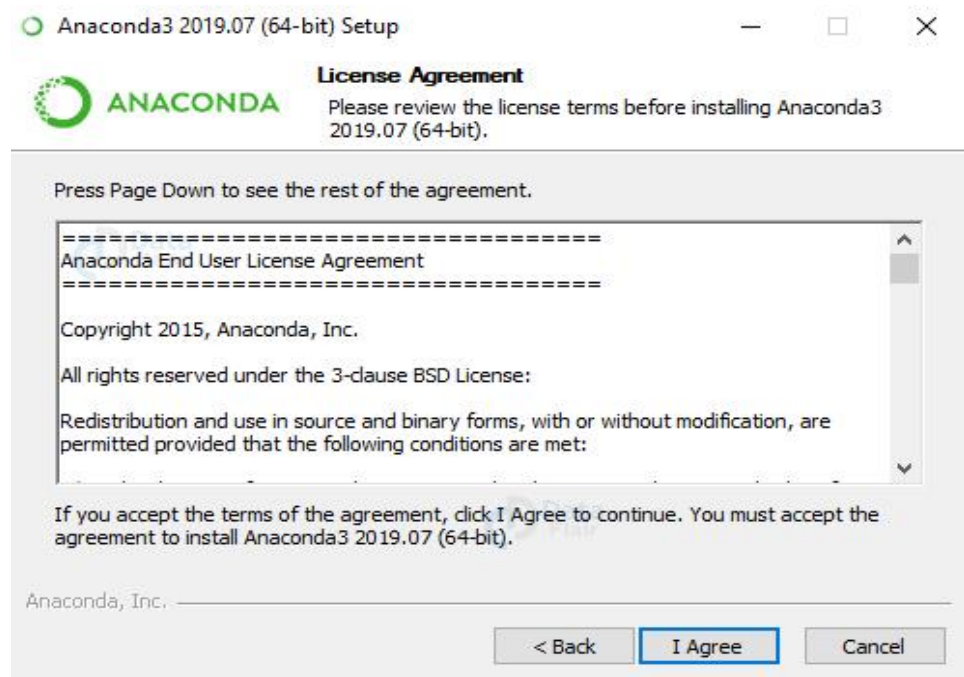 Anaconda3 2019.07 (64-bit) Setup
ANACONDA
License Agreement
Please review the license terms before installing Anaconda3
2019.07 (64-bit).
Press Page Down to see the rest of the agreement.
===================================
Anaconda End User License Agreement
===================================
Copyright 2015, Anaconda, Inc.
All rights reserved under the 3-clause BSD License:
Redistribution and use in source and binary forms, with or without modification, are
permitted provided that the following conditions are met:
If you accept the terms of the agreement, click I Agree to continue. You must accept the
agreement to install Anaconda3 2019.07 (64-bit).
Anaconda, Inc.
< Back
I Agree
Cancel